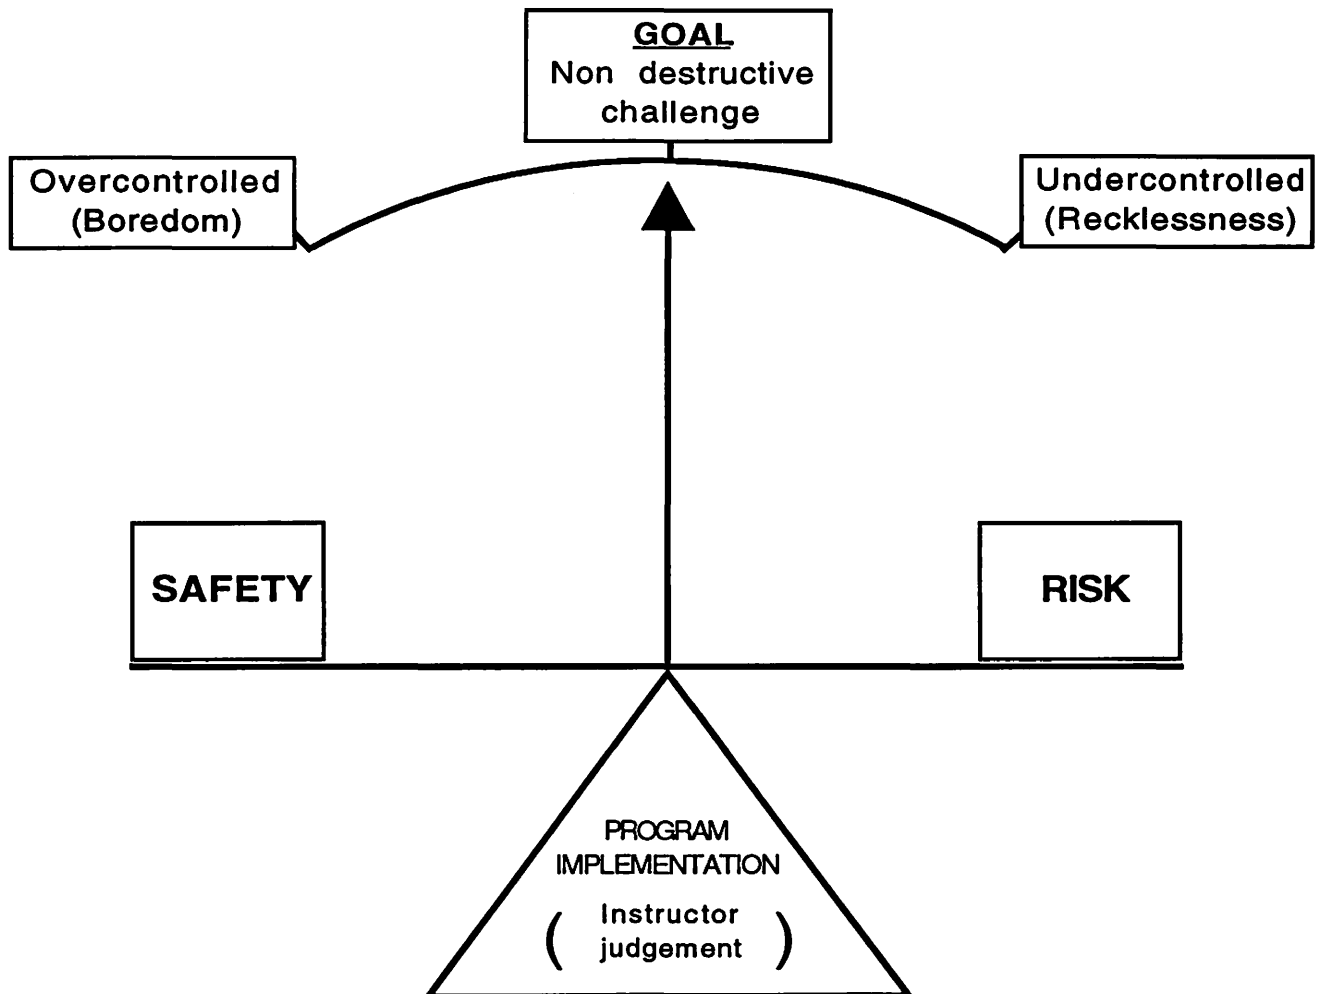 GOAL
Non destructive
challenge
Overcontrolled
(Boredom)
Undercontrolled
(Recklessness)
SAFETY
RISK
PROGRAM
IMPLEMENTATION
( Instructor
judgement )